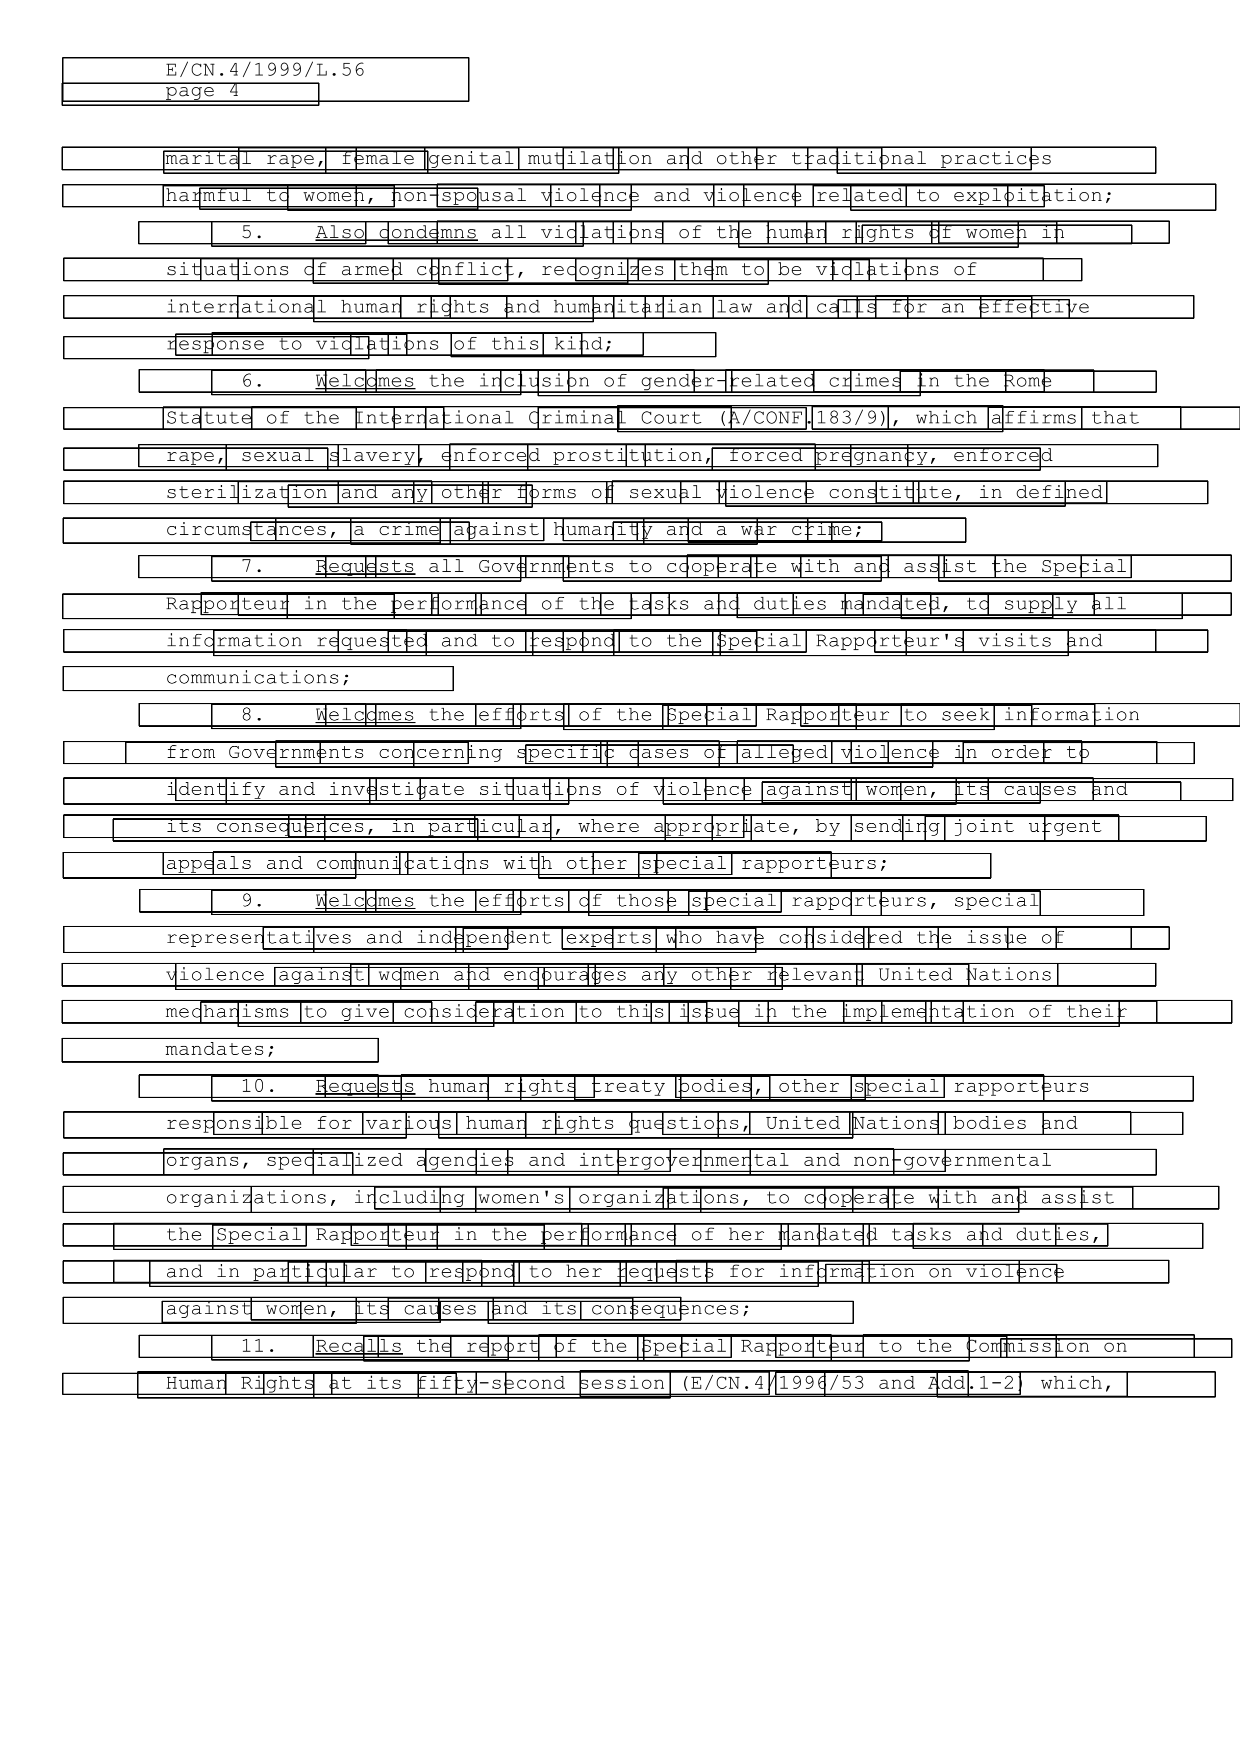 E/CN.4/1999/L.56
page 4
marital rape, female genital mutilation and other traditional practices
harmful to women, non-spousal violence and violence related to exploitation;
5. Also condemns all violations of the human rights of women in
situations of armed conflict, recognizes them to be violations of
international human rights and humanitarian law and calls for an effective
response to violations of this kind;
6. Welcomes the inclusion of gender-related crimes in the Rome
Statute of the International Criminal Court (A/CONF.183/9), which affirms that
rape, sexual slavery, enforced prostitution, forced pregnancy, enforced
sterilization and any other forms of sexual violence constitute, in defined
circumstances, a crime against humanity and a war crime;
7. Requests all Governments to cooperate with and assist the Special
Rapporteur in the performance of the tasks and duties mandated, to supply all
information requested and to respond to the Special Rapporteur's visits and
communications;
8. Welcomes the efforts of the Special Rapporteur to seek information
from Governments concerning specific cases of alleged violence in order to
identify and investigate situations of violence against women, its causes and
its consequences, in particular, where appropriate, by sending joint urgent
appeals and communications with other special rapporteurs;
9. Welcomes the efforts of those special rapporteurs, special
representatives and independent experts who have considered the issue of
violence against women and encourages any other relevant United Nations
mechanisms to give consideration to this issue in the implementation of their
mandates;
10. Requests human rights treaty bodies, other special rapporteurs
responsible for various human rights questions, United Nations bodies and
organs, specialized agencies and intergovernmental and non-governmental
organizations, including women's organizations, to cooperate with and assist
the Special Rapporteur in the performance of her mandated tasks and duties,
and in particular to respond to her requests for information on violence
against women, its causes and its consequences;
11. Recalls the report of the Special Rapporteur to the Commission on
Human Rights at its fifty-second session (E/CN.4/1996/53 and Add.1-2) which,